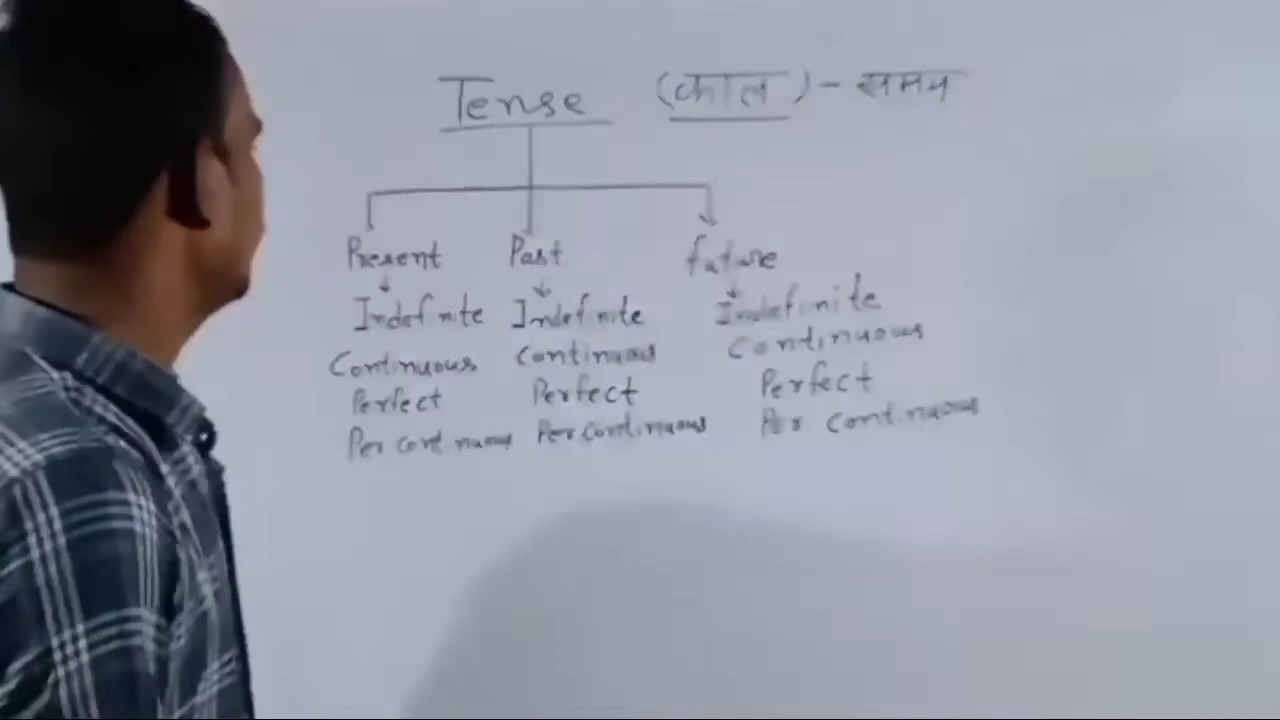 Tense (काल) - समय
Present Past future
Indefinite Indefinite Indefinite
Continuous Continuous Continuous
Perfect Perfect Perfect
Per continuous Per continuous Per continuous